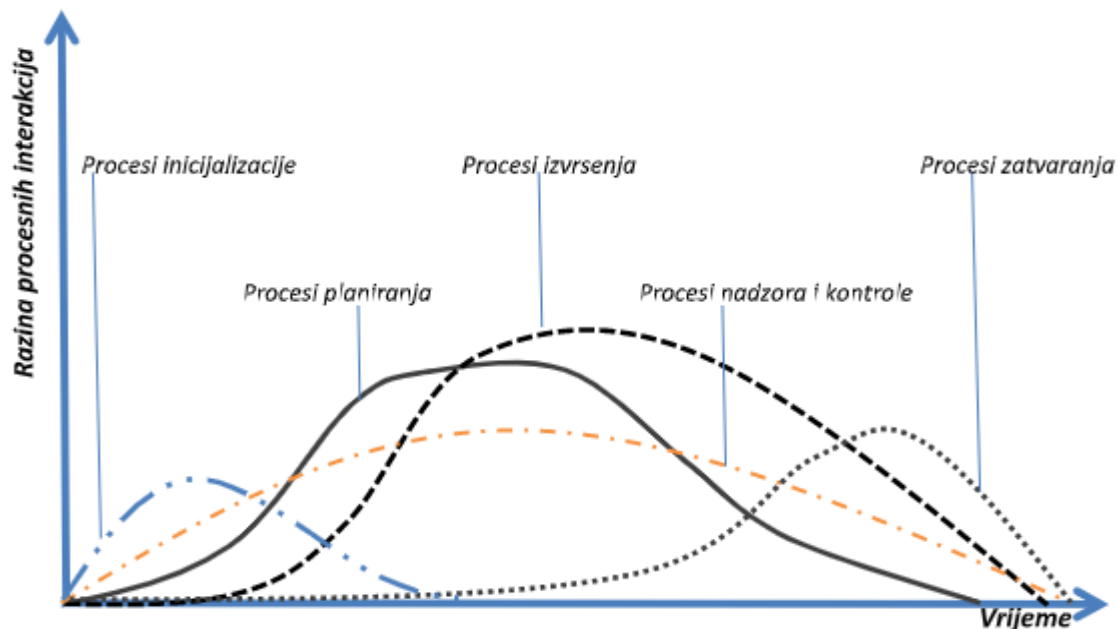 Razina procesnih interakcija
Procesi inicijalizacije
Procesi izvrsenja
Procesi zatvaranja
Procesi planiranja
Procesi nadzora i kontrole
Vrijeme